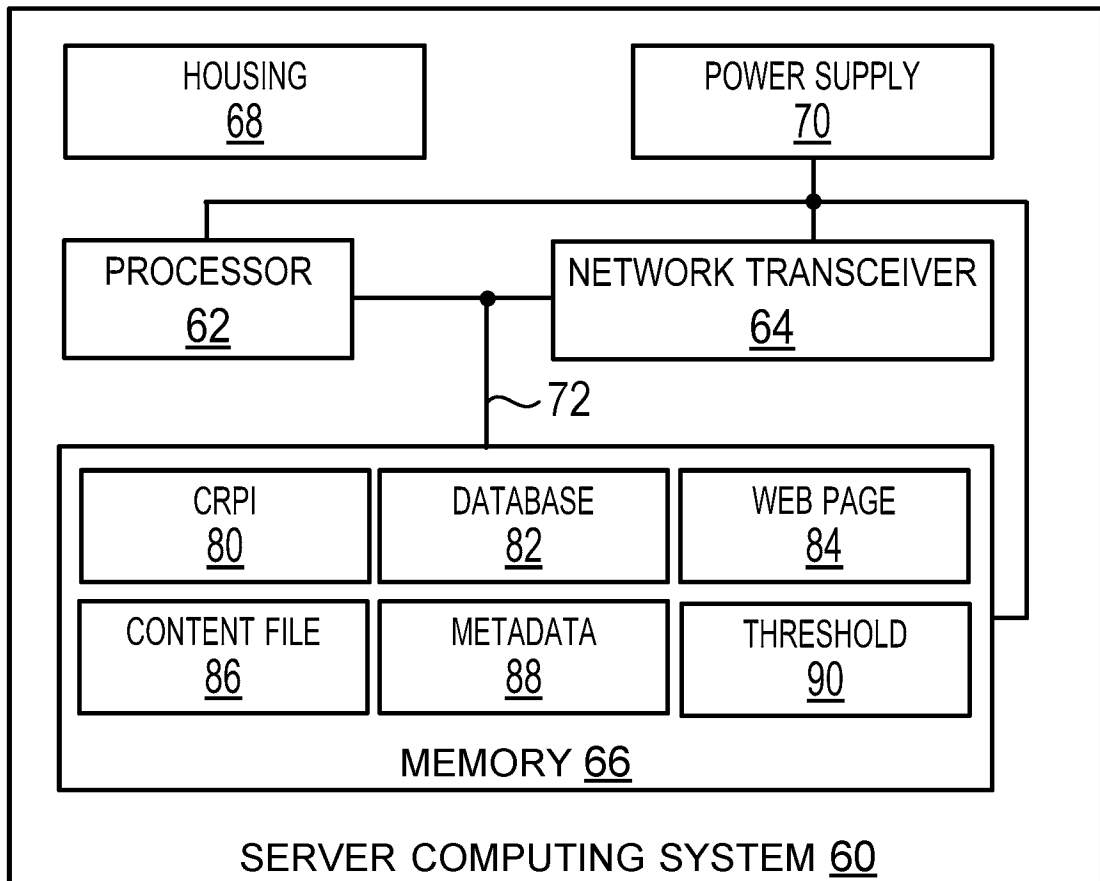 HOUSING
68
POWER SUPPLY
70
PROCESSOR
62
NETWORK TRANSCEIVER
64
72
CRPI
80
DATABASE
82
WEB PAGE
84
CONTENT FILE
86
METADATA
88
THRESHOLD
90
MEMORY 66
SERVER COMPUTING SYSTEM 60